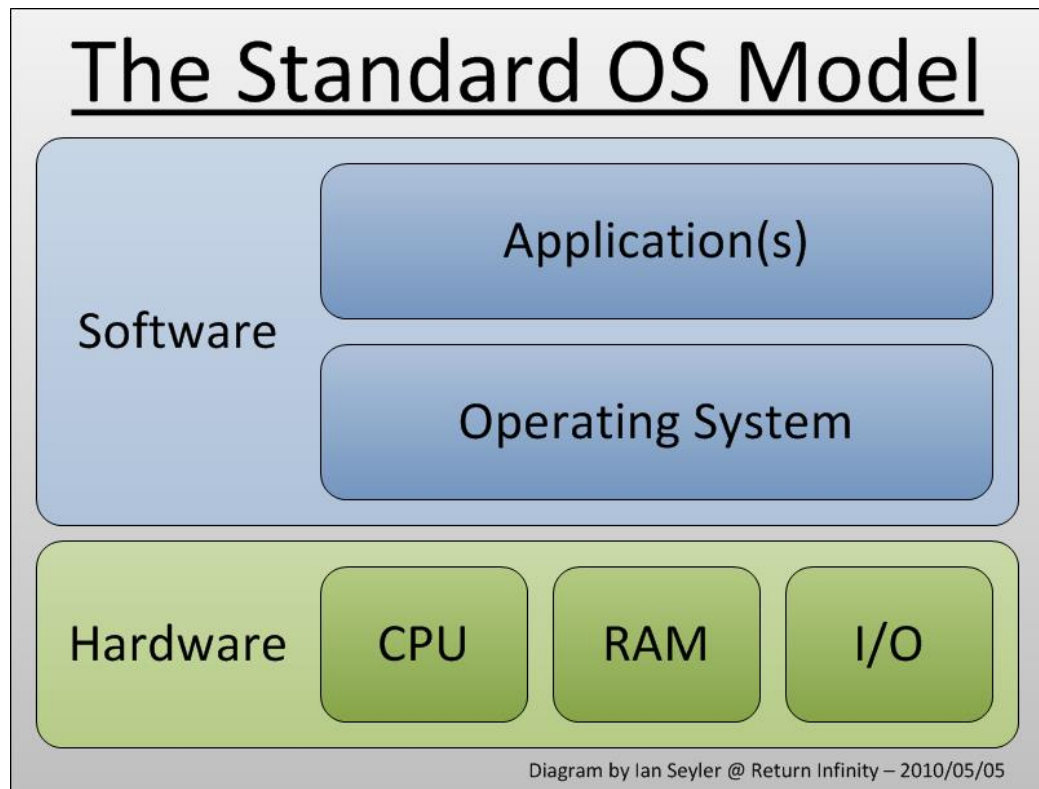 The Standard OS Model
Application(s)
Software
Operating System
Hardware
CPU
RAM
I/O
Diagram by Ian Seyler @ Return Infinity – 2010/05/05